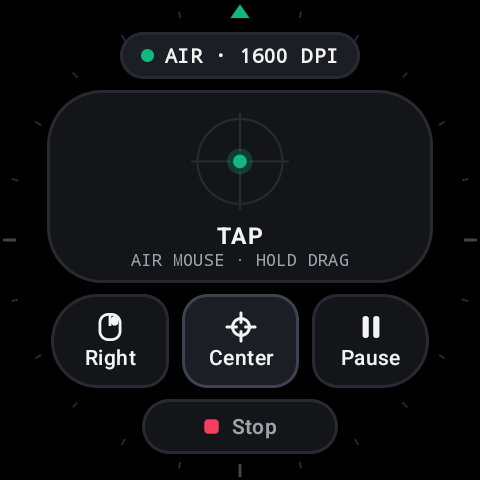 AIR · 1600 DPI
TAP
AIR MOUSE · HOLD DRAG
Right
Center
Pause
Stop